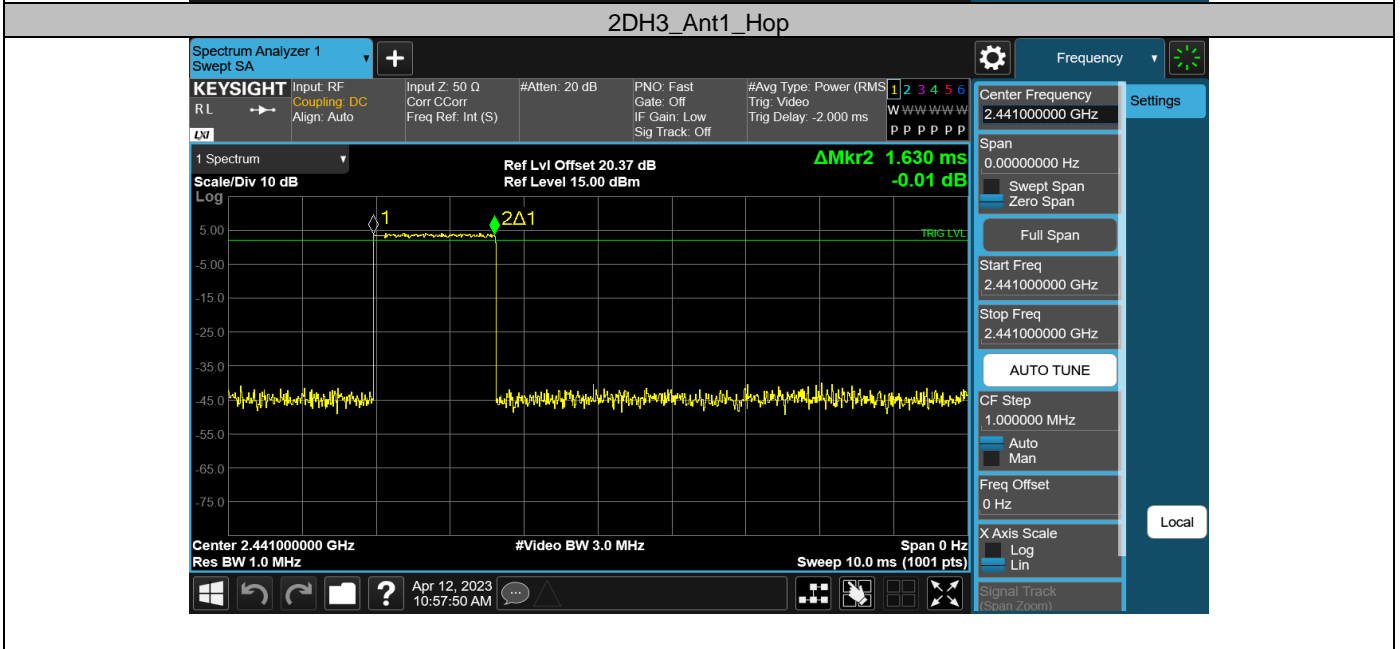 2DH3_Ant1_Hop
Spectrum Analyzer 1
Swept SA
Frequency
KEYSIGHT
RL
LXI
Input: RF
Coupling: DC
Align: Auto
Input Z: 50 Ω
Corr CCorr
Freq Ref: Int (S)
#Atten: 20 dB
PNO: Fast
Gate: Off
IF Gain: Low
Sig Track: Off
#Avg Type: Power (RMS
Trig: Video
Trig Delay: -2.000 ms
1 2 3 4 5 6
W W W W W W
P P P P P P
1 Spectrum
Scale/Div 10 dB
Log
Ref Lvl Offset 20.37 dB
Ref Level 15.00 dBm
ΔMkr2 1.630 ms
-0.01 dB
1
2Δ1
TRIG LVL
5.00
-5.00
-15.0
-25.0
-35.0
-45.0
-55.0
-65.0
-75.0
Center 2.441000000 GHz
Res BW 1.0 MHz
#Video BW 3.0 MHz
Span 0 Hz
Sweep 10.0 ms (1001 pts)
Center Frequency
2.441000000 GHz
Settings
Span
0.00000000 Hz
Swept Span
Zero Span
Full Span
Start Freq
2.441000000 GHz
Stop Freq
2.441000000 GHz
AUTO TUNE
CF Step
1.000000 MHz
Auto
Man
Freq Offset
0 Hz
X Axis Scale
Log
Lin
Local
Signal Track
(Span Zoom)
?
Apr 12, 2023
10:57:50 AM